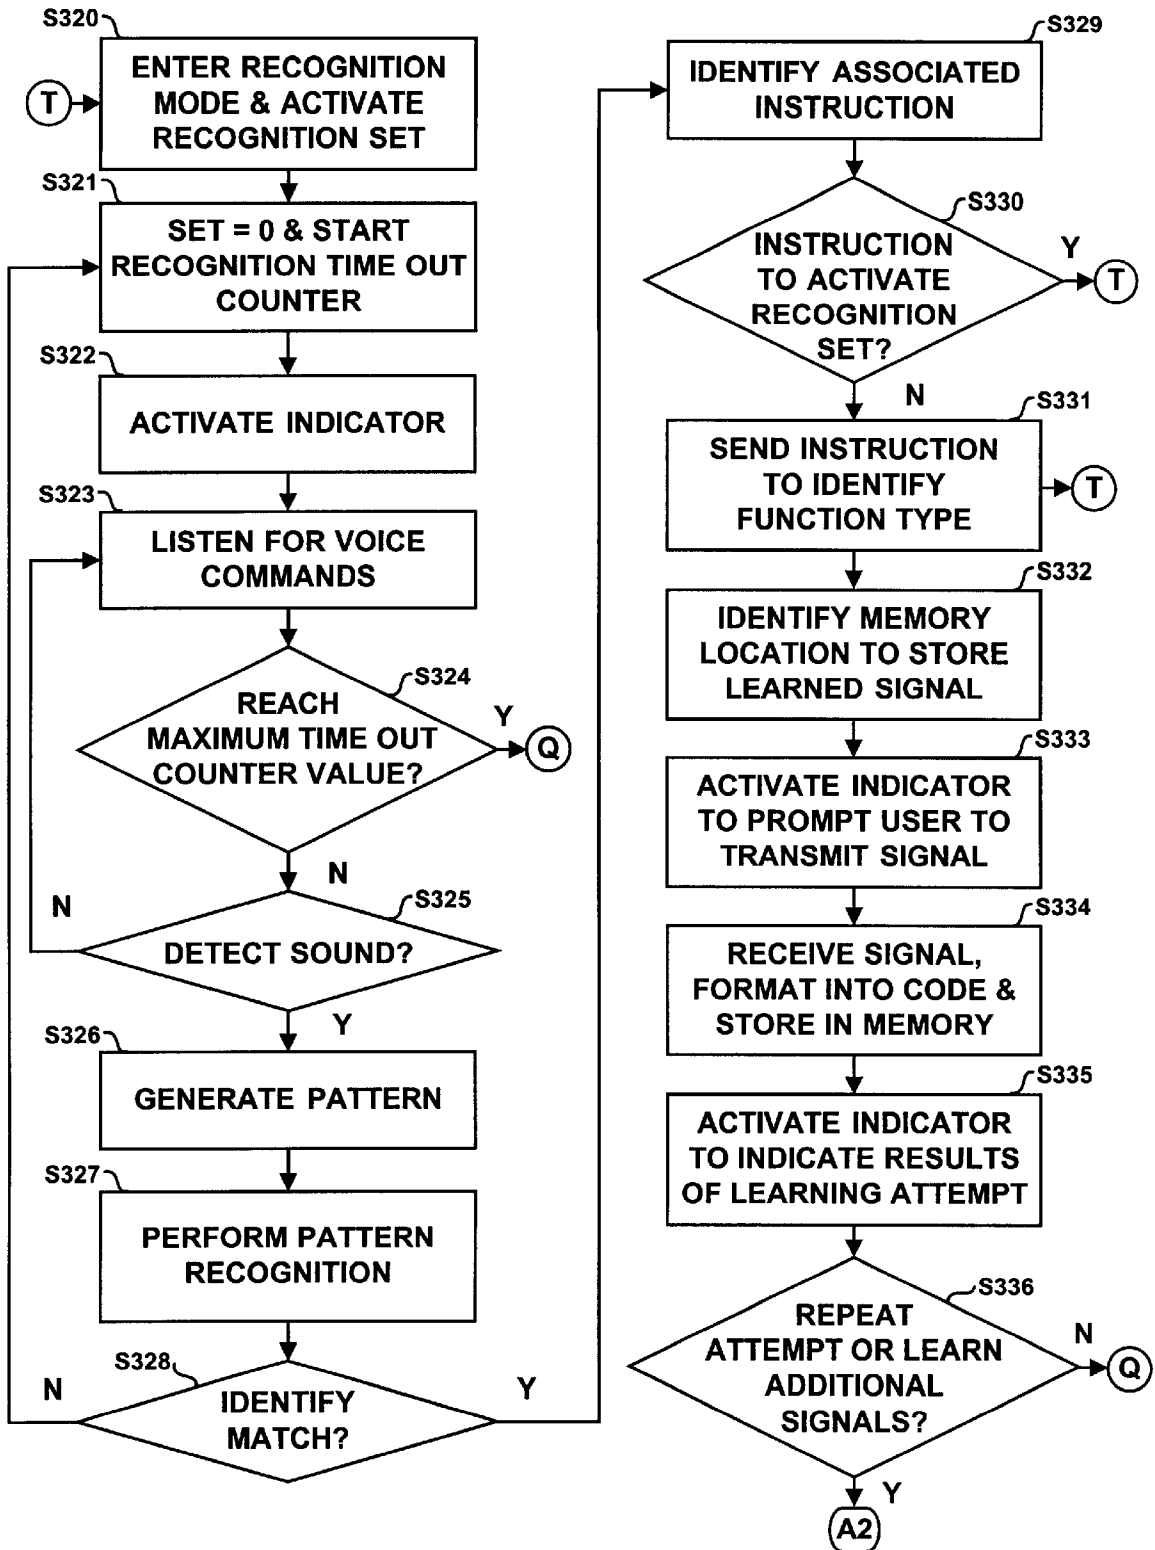 S320
ENTER RECOGNITION
MODE & ACTIVATE
RECOGNITION SET
T
S321
SET = 0 & START
RECOGNITION TIME OUT
COUNTER
S322
ACTIVATE INDICATOR
S323
LISTEN FOR VOICE
COMMANDS
S324
REACH
MAXIMUM TIME OUT
COUNTER VALUE?
Y
Q
N
S325
DETECT SOUND?
N
Y
S326
GENERATE PATTERN
S327
PERFORM PATTERN
RECOGNITION
S328
IDENTIFY
MATCH?
N
Y
S329
IDENTIFY ASSOCIATED
INSTRUCTION
S330
INSTRUCTION
TO ACTIVATE
RECOGNITION
SET?
Y
T
N
S331
SEND INSTRUCTION
TO IDENTIFY
FUNCTION TYPE
T
S332
IDENTIFY MEMORY
LOCATION TO STORE
LEARNED SIGNAL
S333
ACTIVATE INDICATOR
TO PROMPT USER TO
TRANSMIT SIGNAL
S334
RECEIVE SIGNAL,
FORMAT INTO CODE &
STORE IN MEMORY
S335
ACTIVATE INDICATOR
TO INDICATE RESULTS
OF LEARNING ATTEMPT
S336
REPEAT
ATTEMPT OR LEARN
ADDITIONAL
SIGNALS?
N
Q
Y
A2